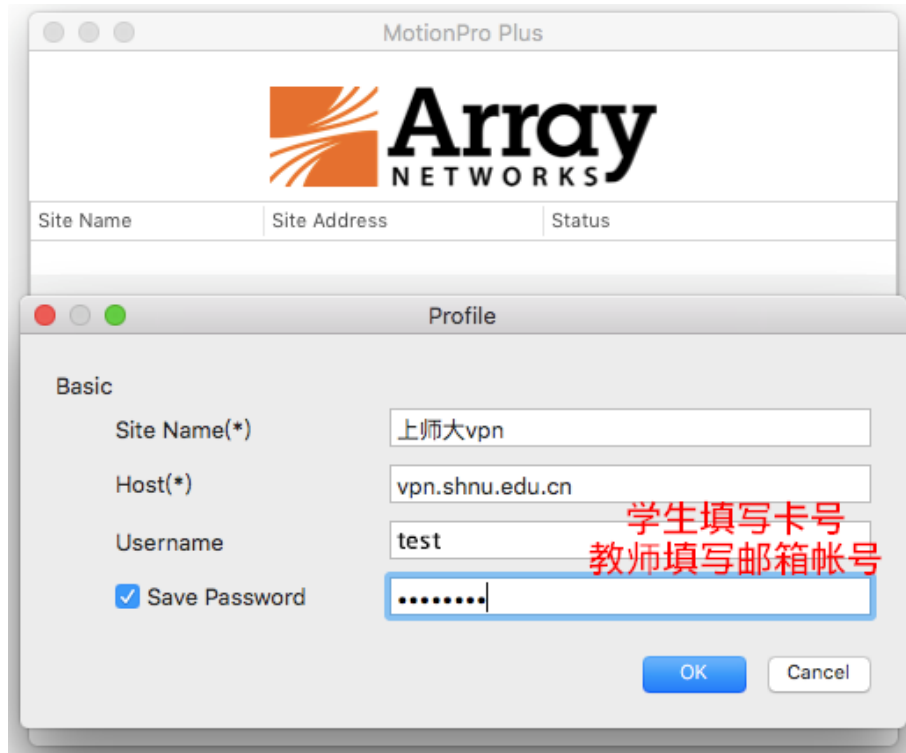 MotionPro Plus
Array
NETWORKS
Site Name Site Address Status
Profile
Basic
Site Name(*) 上师大vpn
Host(*) vpn.shnu.edu.cn
学生填写卡号
Username test
教师填写邮箱帐号
Save Password ••••••••
OK Cancel